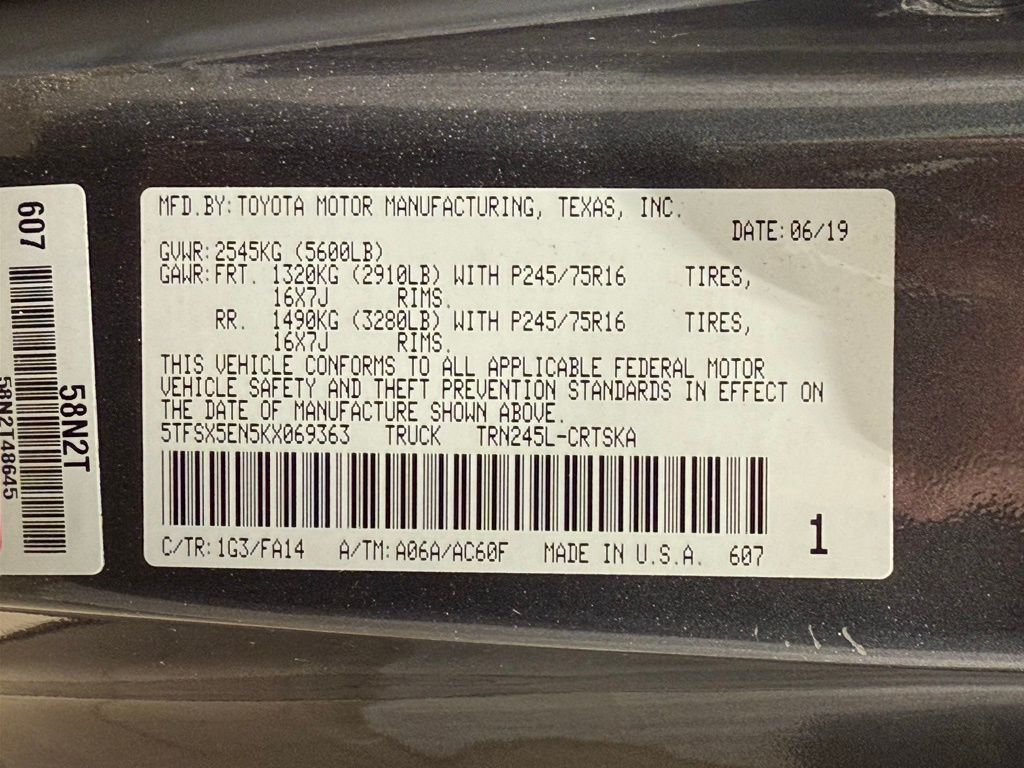 607
58N2T
58N2T48645
MFD.BY:TOYOTA MOTOR MANUFACTURING, TEXAS, INC.
DATE:06/19
GVWR:2545KG (5600LB)
GAWR:FRT. 1320KG (2910LB) WITH P245/75R16 TIRES,
16X7J RIMS.
RR. 1490KG (3280LB) WITH P245/75R16 TIRES,
16X7J RIMS.
THIS VEHICLE CONFORMS TO ALL APPLICABLE FEDERAL MOTOR
VEHICLE SAFETY AND THEFT PREVENTION STANDARDS IN EFFECT ON
THE DATE OF MANUFACTURE SHOWN ABOVE.
5TFSX5EN5KX069363 TRUCK TRN245L-CRTSKA
C/TR:1G3/FA14 A/TM:A06A/AC60F MADE IN U.S.A. 607
1